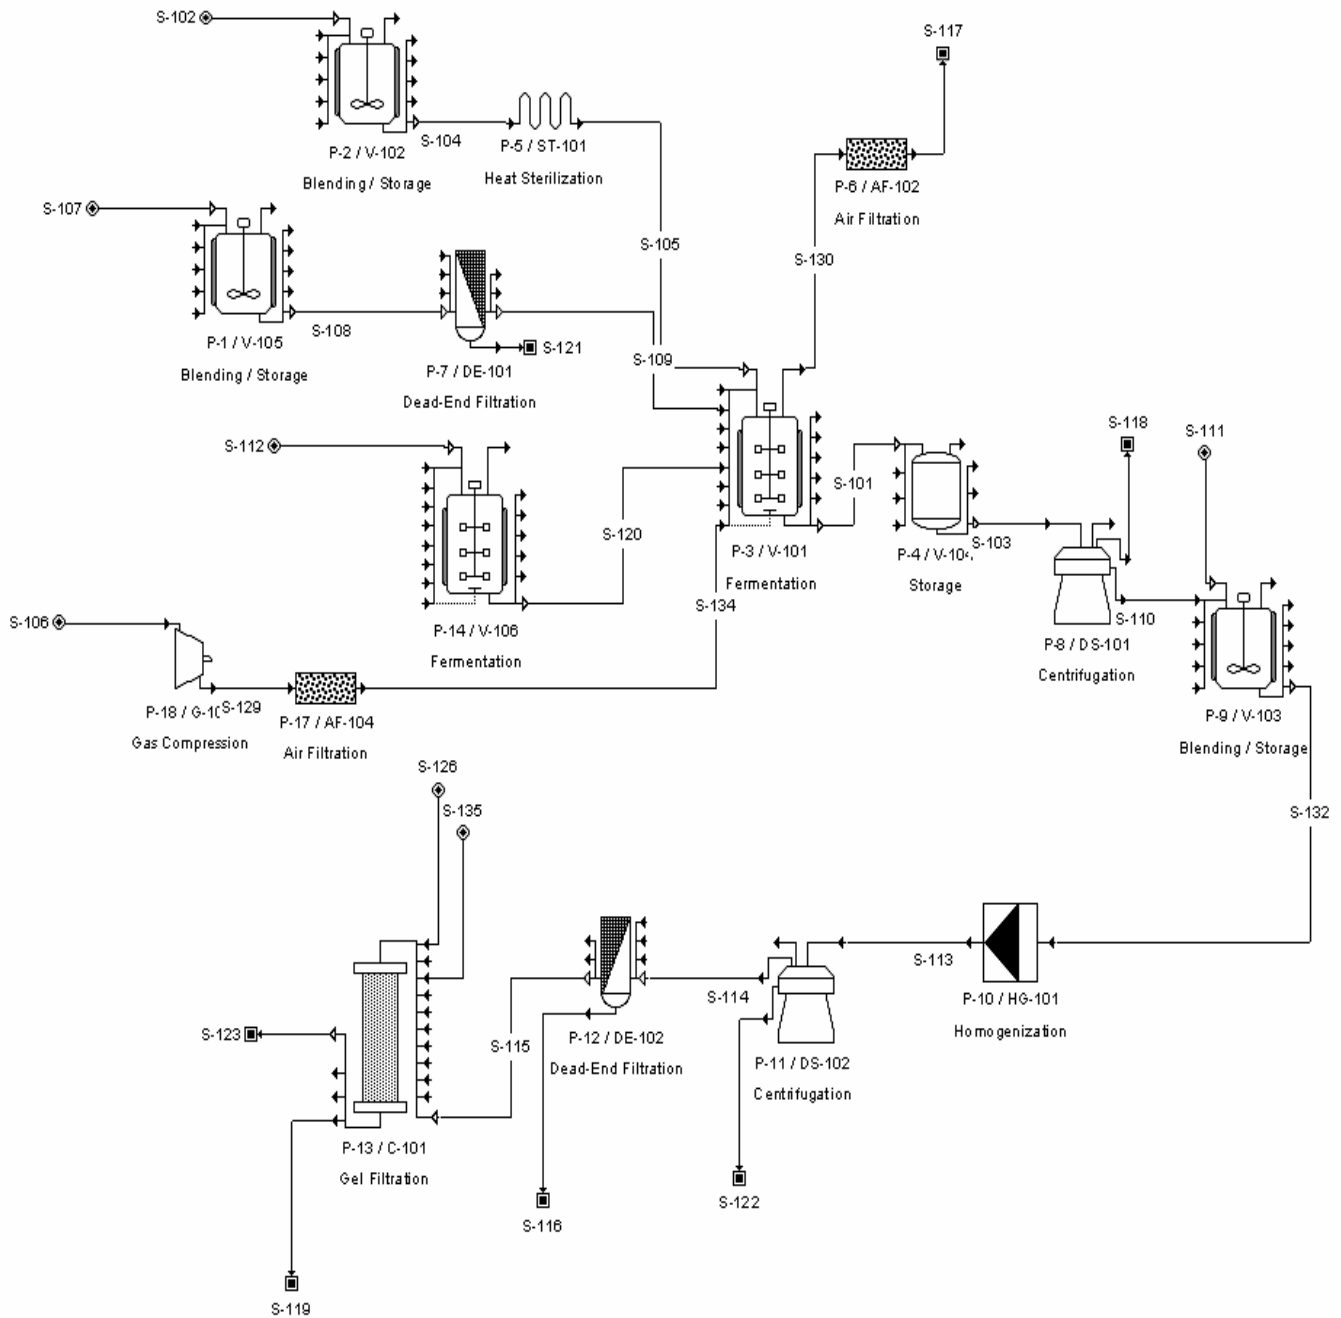 S-102
S-117
S-104
P-2 / V-102
Blending / Storage
P-5 / ST-101
Heat Sterilization
P-6 / AF-102
Air Filtration
S-107
S-105
S-130
S-108
P-1 / V-105
Blending / Storage
S-121
P-7 / DE-101
Dead-End Filtration
S-109
S-112
S-118
S-111
S-101
S-120
P-3 / V-101
Fermentation
P-4 / V-104
S-103
Storage
S-134
S-106
P-14 / V-106
Fermentation
S-110
P-8 / DS-101
Centrifugation
P-18 / G-10
S-129
Gas Compression
P-17 / AF-104
Air Filtration
P-9 / V-103
Blending / Storage
S-126
S-135
S-132
S-113
P-10 / HG-101
Homogenization
S-114
S-123
S-115
P-12 / DE-102
Dead-End Filtration
P-11 / DS-102
Centrifugation
P-13 / C-101
Gel Filtration
S-122
S-116
S-119